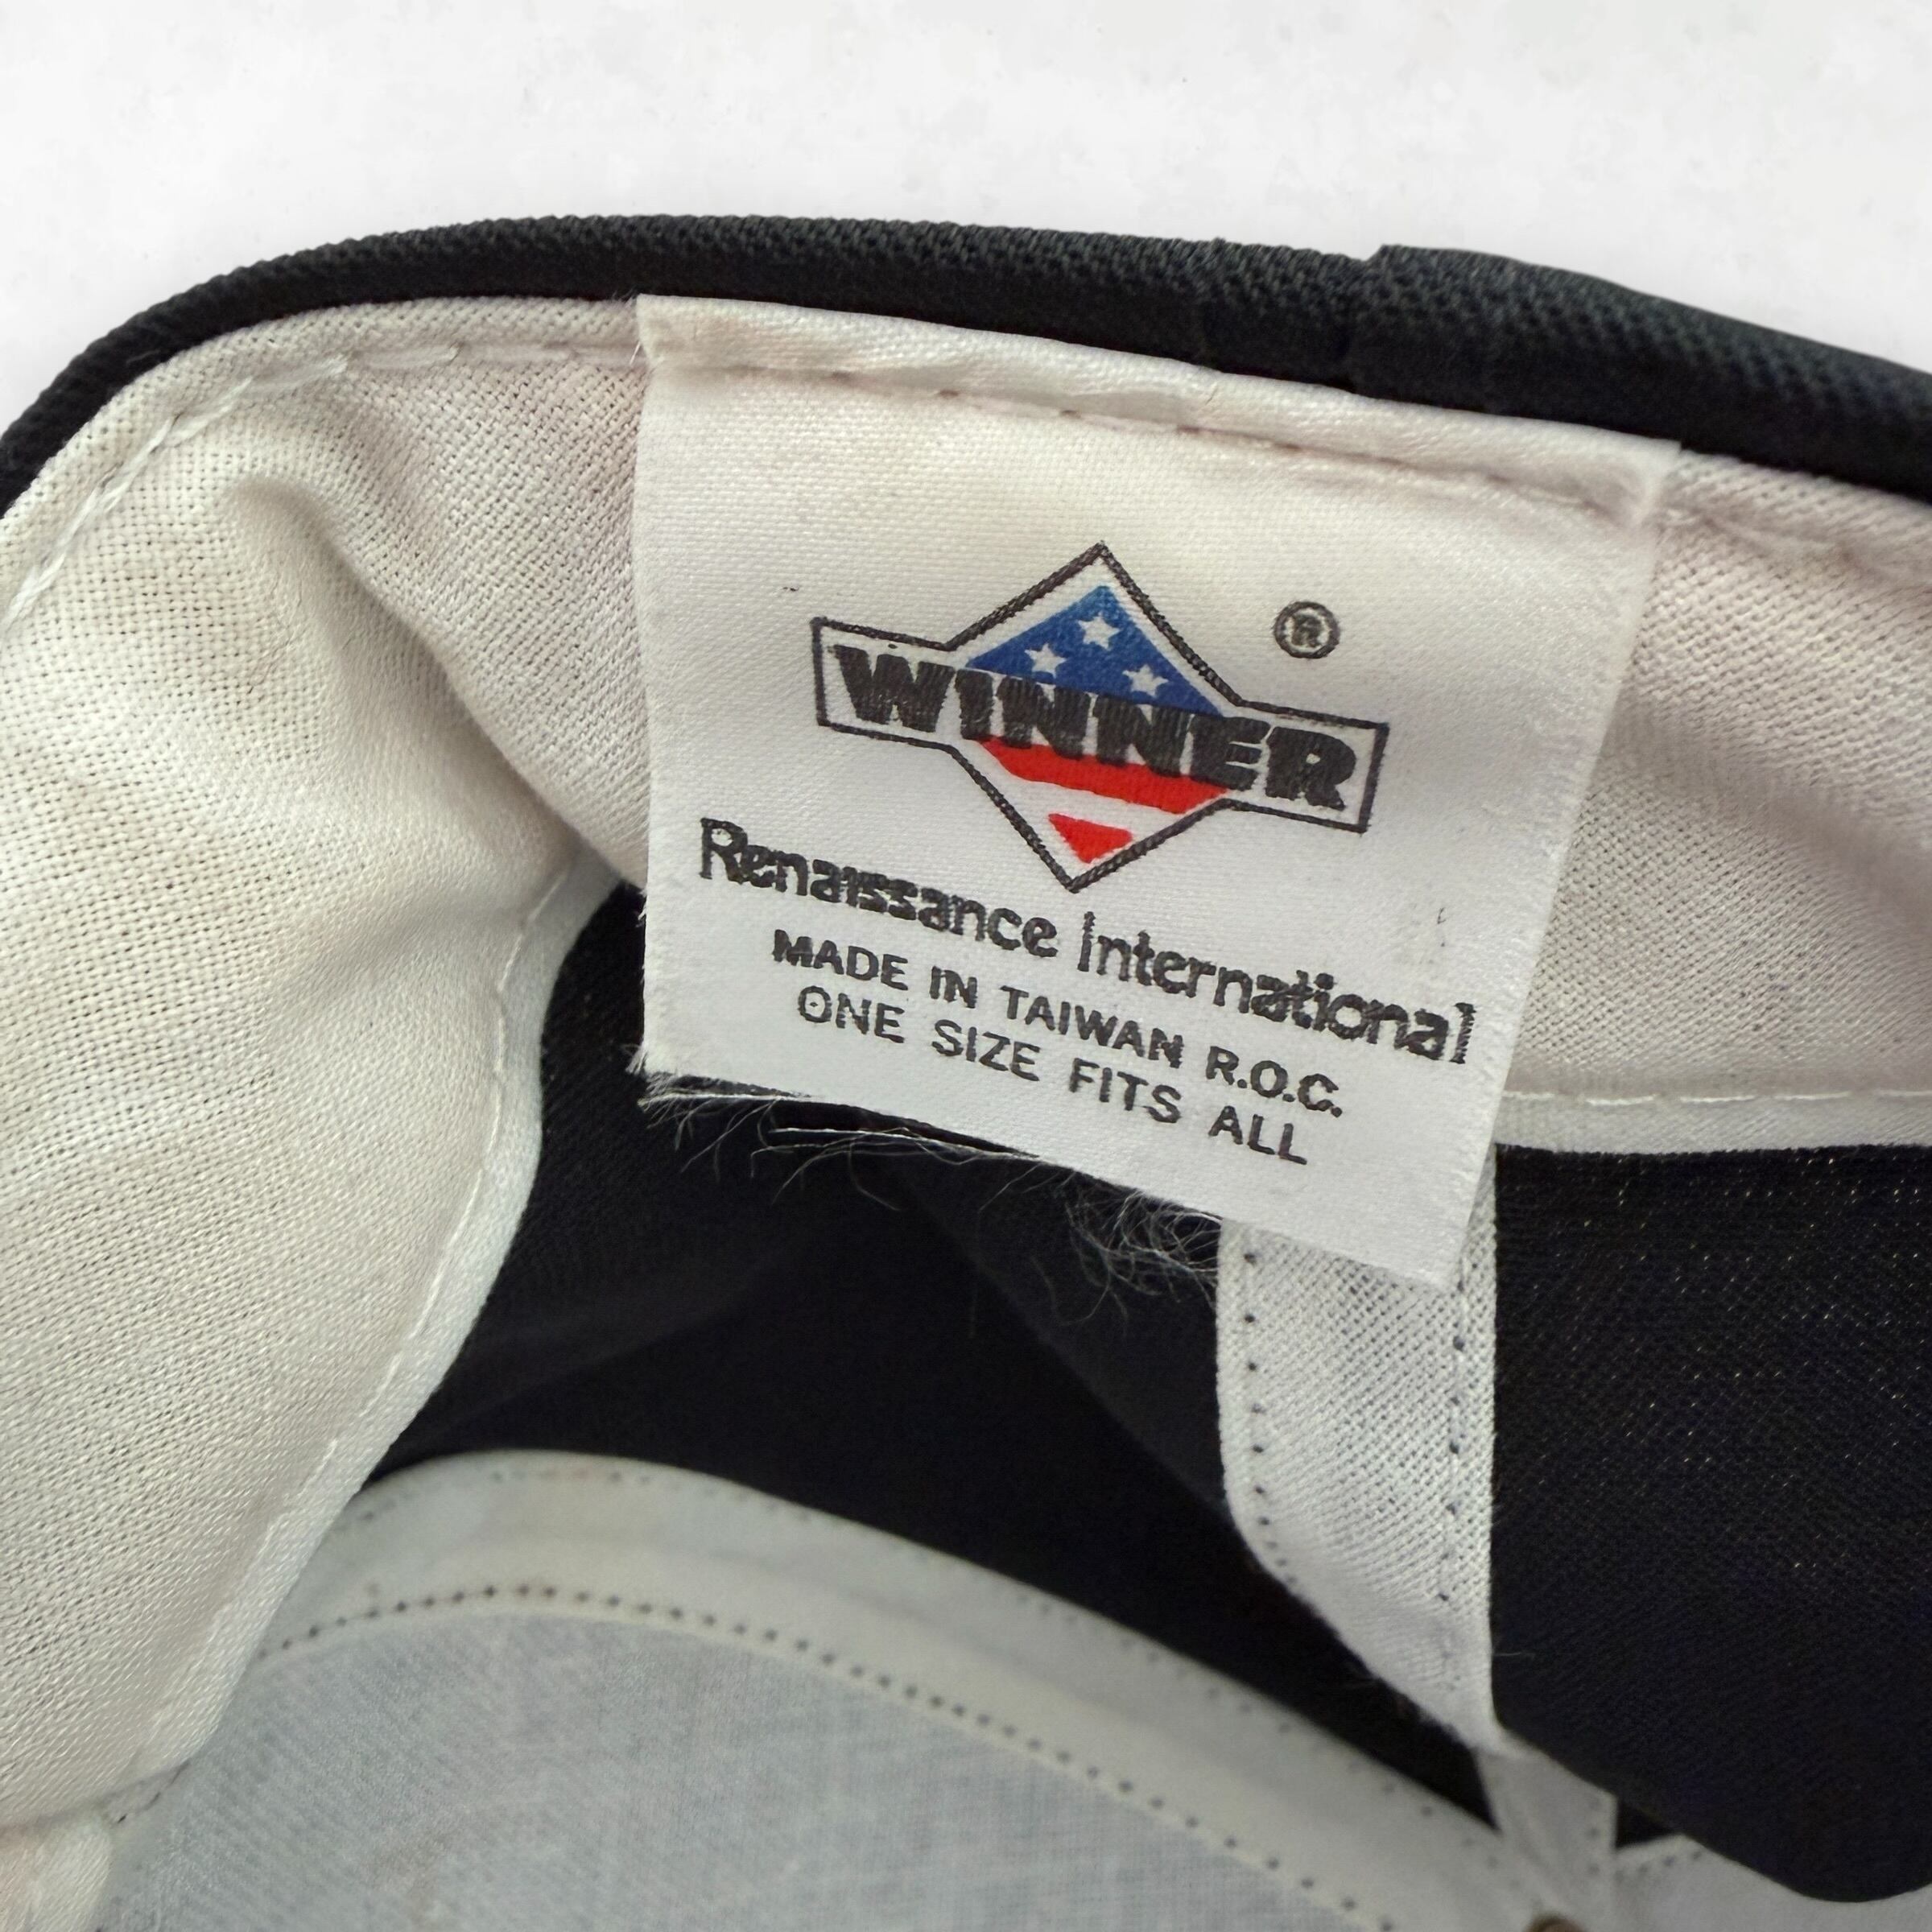 ®
WINNER
Renaissance International
MADE IN TAIWAN R.O.C.
ONE SIZE FITS ALL